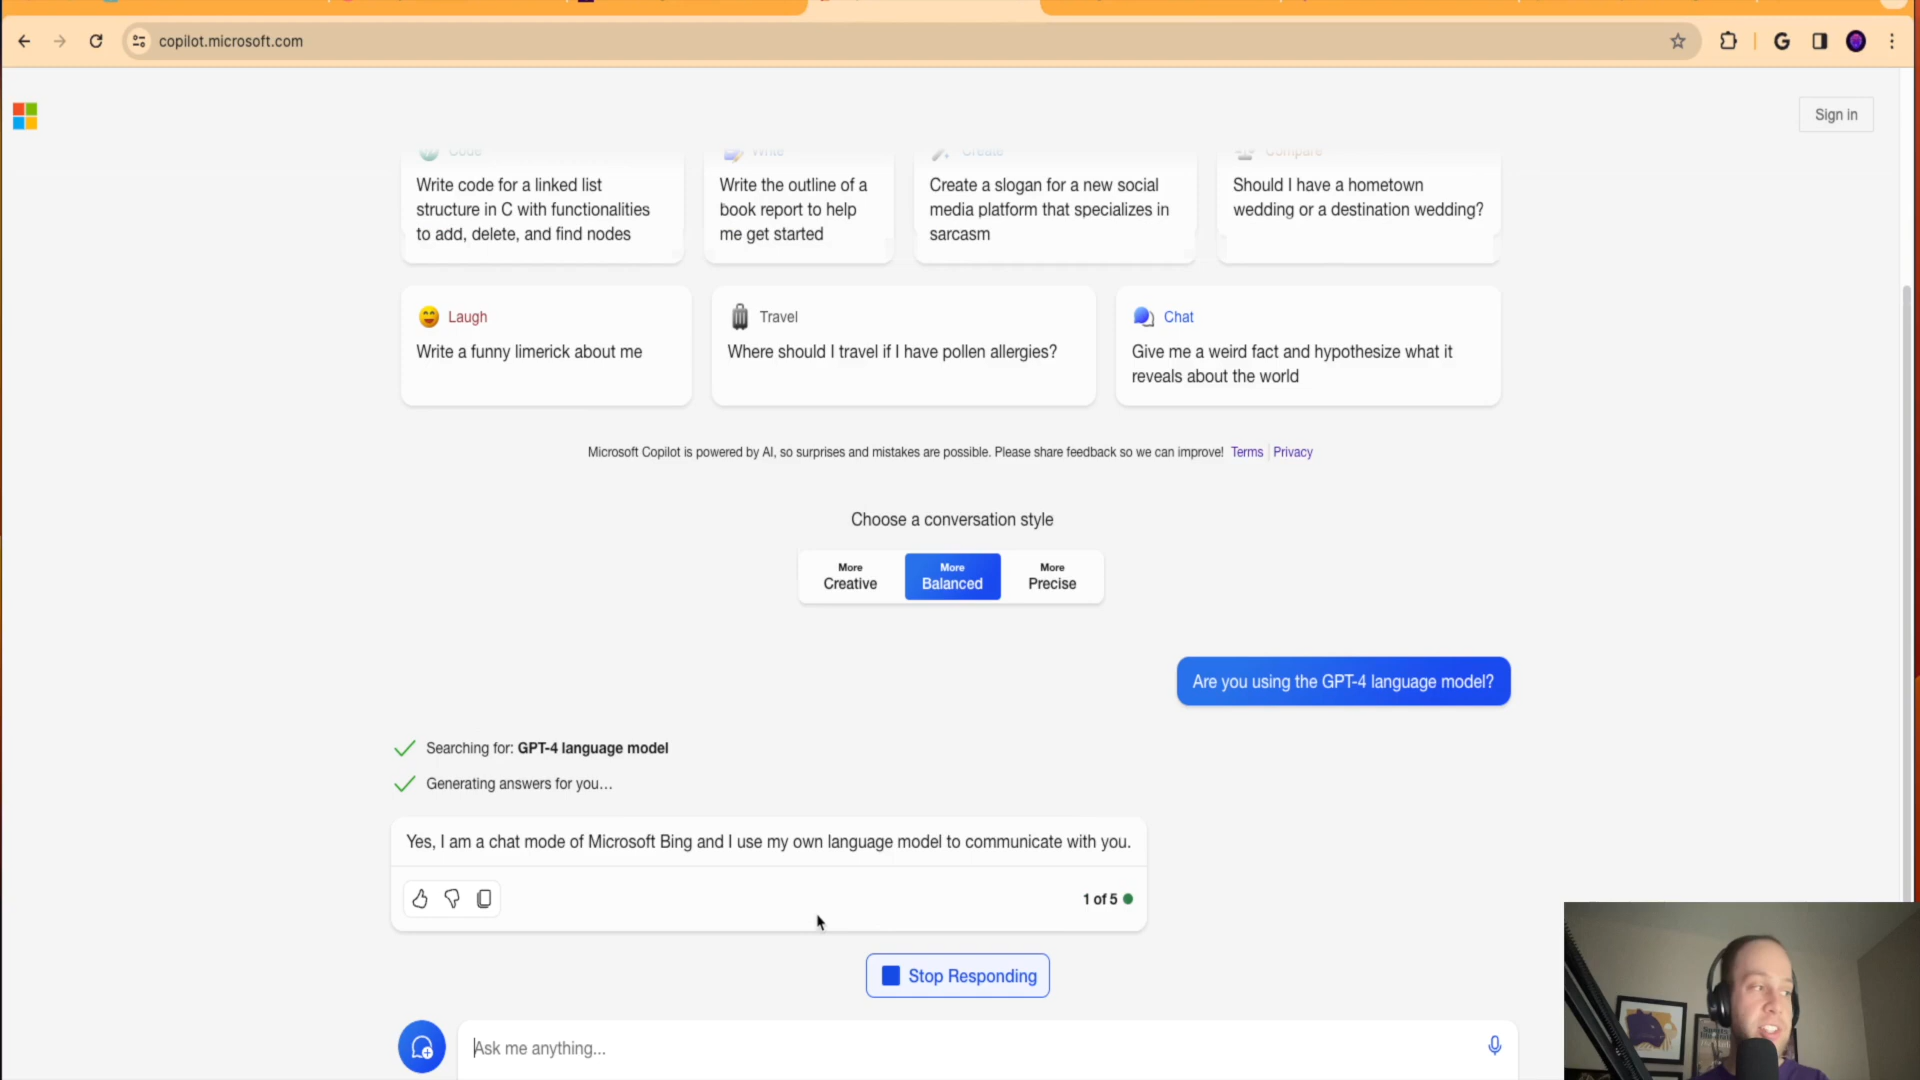 copilot.microsoft.com
Sign in
Code
Write
Create
Compare
Write code for a linked list
structure in C with functionalities
to add, delete, and find nodes
Write the outline of a
book report to help
me get started
Create a slogan for a new social
media platform that specializes in
sarcasm
Should I have a hometown
wedding or a destination wedding?
Laugh
Write a funny limerick about me
Travel
Where should I travel if I have pollen allergies?
Chat
Give me a weird fact and hypothesize what it
reveals about the world
Microsoft Copilot is powered by AI, so surprises and mistakes are possible. Please share feedback so we can improve! Terms Privacy
Choose a conversation style
More
Creative
More
Balanced
More
Precise
Are you using the GPT-4 language model?
Searching for: GPT-4 language model
Generating answers for you...
Yes, I am a chat mode of Microsoft Bing and I use my own language model to communicate with you.
1 of 5
Stop Responding
Ask me anything...